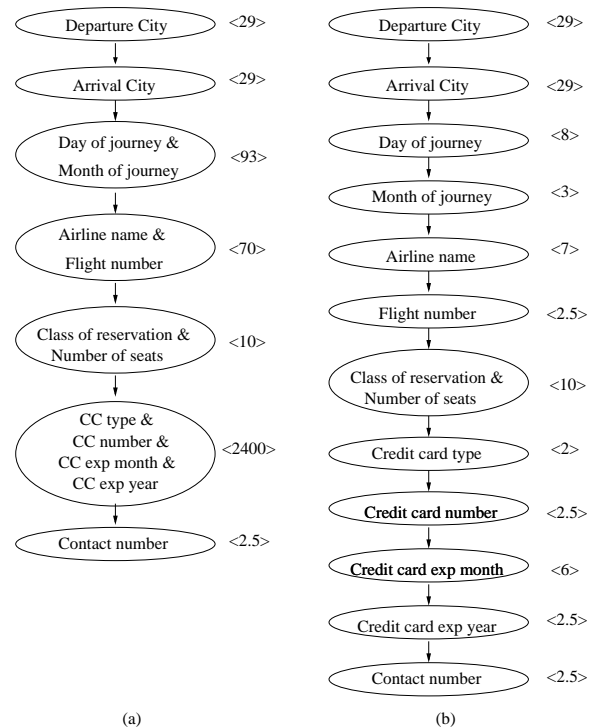 Departure City <29>
Arrival City <29>
Day of journey &
Month of journey
<93>
Airline name &
Flight number
<70>
Class of reservation &
Number of seats
<10>
CC type &
CC number &
CC exp month &
CC exp year
<2400>
Contact number <2.5>
(a)
Departure City <29>
Arrival City <29>
Day of journey <8>
Month of journey <3>
Airline name <7>
Flight number <2.5>
Class of reservation &
Number of seats
<10>
Credit card type <2>
Credit card number <2.5>
Credit card exp month <6>
Credit card exp year <2.5>
Contact number <2.5>
(b)